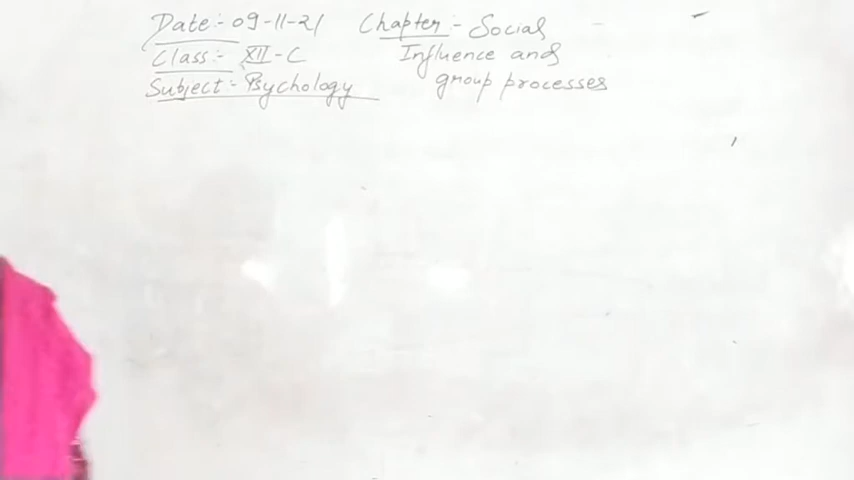 Date:- 09-11-21 Chapter:- Social
Class:- XII-C Influence and
Subject:- Psychology group processes